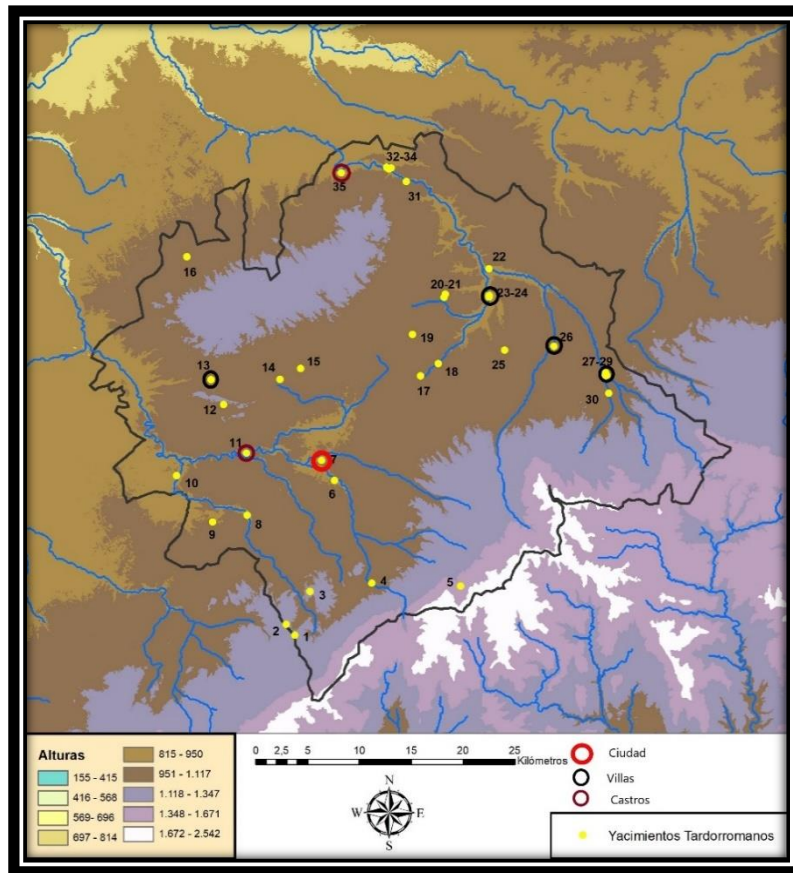 32-34
35
31
16
22
20-21
23-24
19
26
13
15
14
25
27-29
18
17
30
12
11
7
10
6
8
9
4
5
3
2
1
Alturas
155 - 415
416 - 568
569- 696
697 - 814
815 - 950
951 - 1.117
1.118 - 1.347
1.348 - 1.671
1.672 - 2.542
0 2,5 5 10 15 20 25
Kilómetros
N
W E
S
Ciudad
Villas
Castros
Yacimientos Tardorromanos